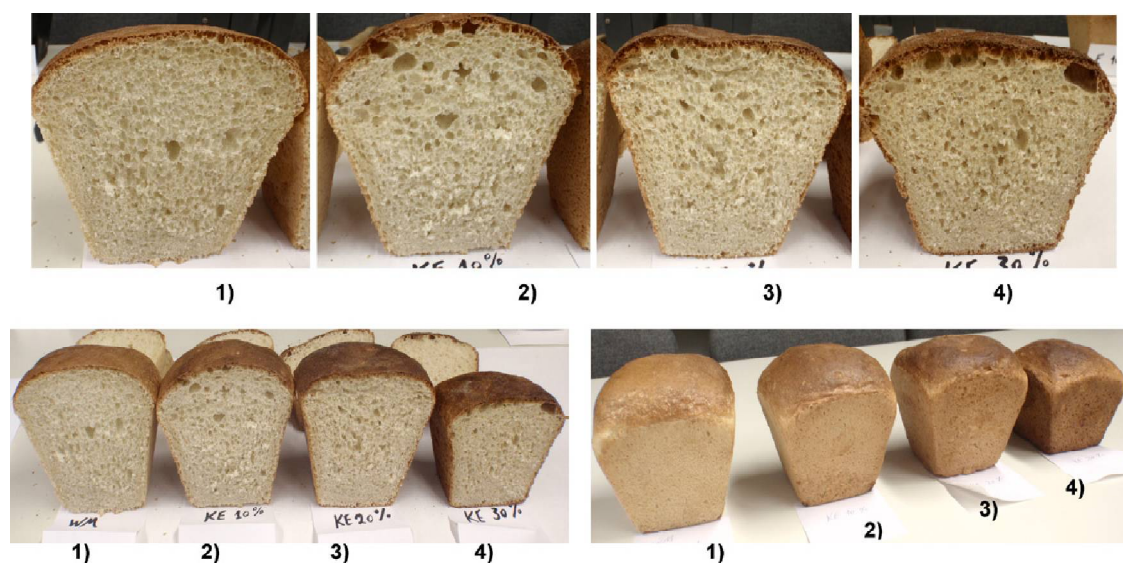 KE 10%
KE 30%
1) 2) 3) 4)
WM KE 10% KE 20% KE 30%
1) 2) 3) 4)
1) 2) 3) 4)